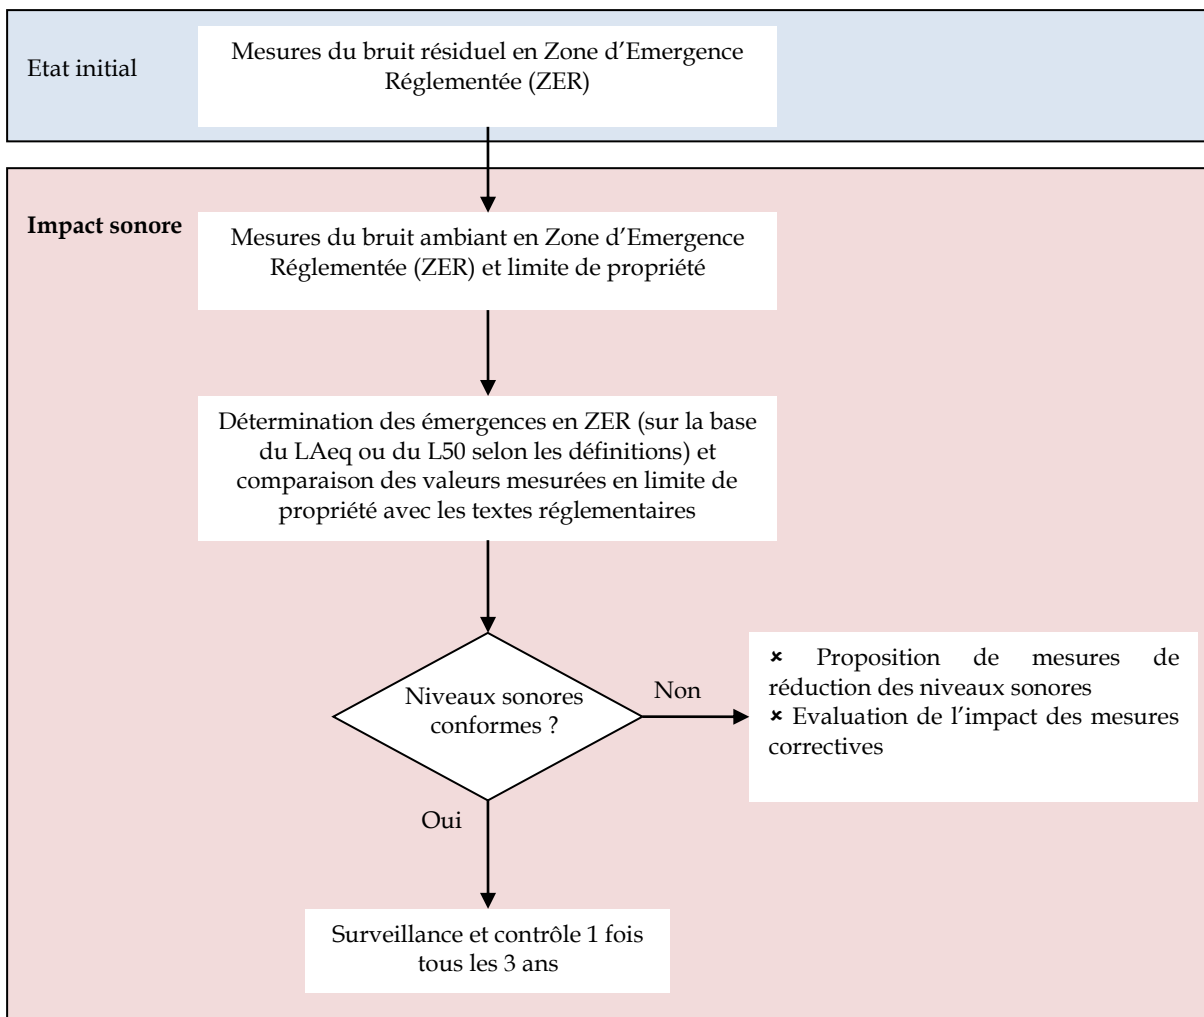 Etat initial
Mesures du bruit résiduel en Zone d’Emergence
Réglementée (ZER)
Impact sonore
Mesures du bruit ambiant en Zone d’Emergence
Réglementée (ZER) et limite de propriété
Détermination des émergences en ZER (sur la base
du LAeq ou du L50 selon les définitions) et
comparaison des valeurs mesurées en limite de
propriété avec les textes réglementaires
Niveaux sonores
conformes ?
Non
× Proposition de mesures de
réduction des niveaux sonores
× Evaluation de l’impact des mesures
correctives
Oui
Surveillance et contrôle 1 fois
tous les 3 ans